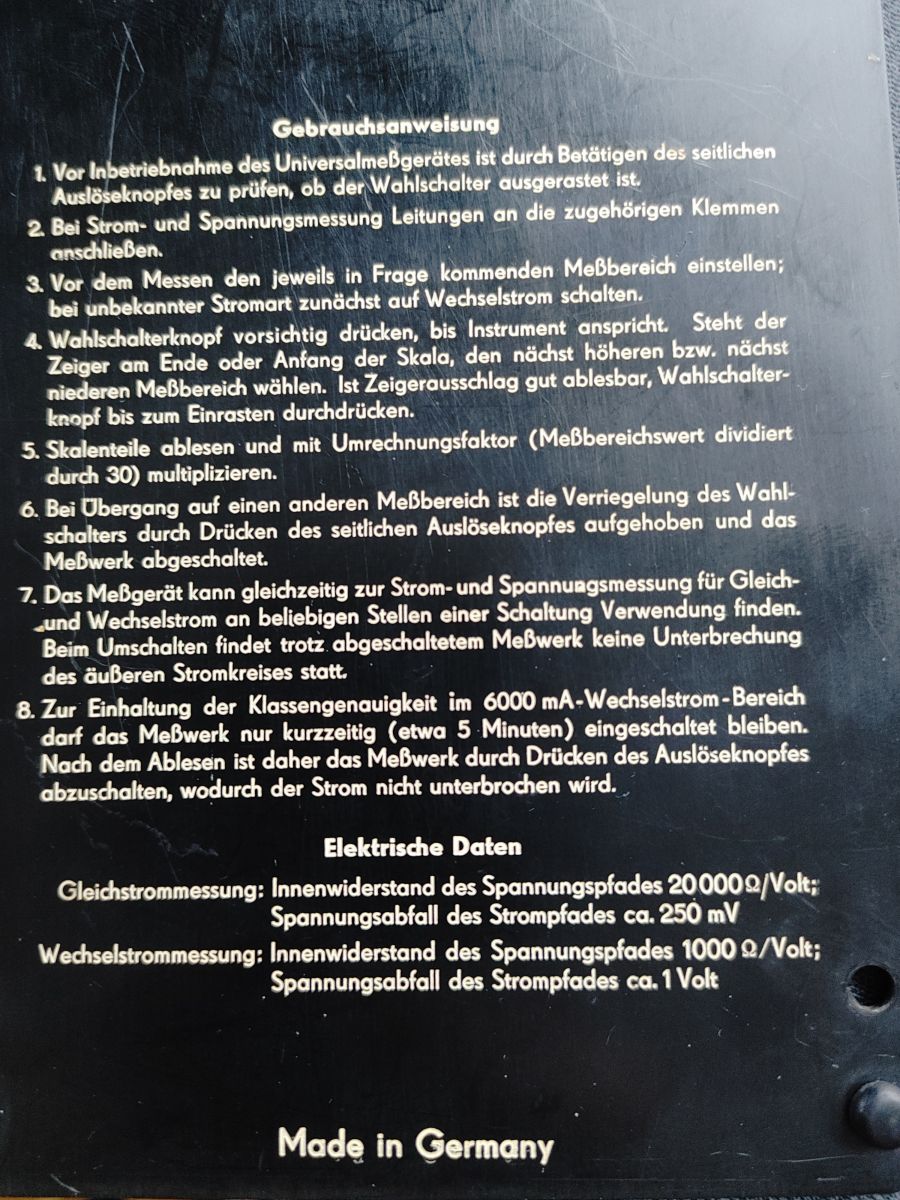 Gebrauchsanweisung
1. Vor Inbetriebnahme des Universalmeßgerätes ist durch Betätigen des seitlichen
Auslöseknopfes zu prüfen, ob der Wahlschalter ausgerastet ist.
2. Bei Strom- und Spannungsmessung Leitungen an die zugehörigen Klemmen
anschließen.
3. Vor dem Messen den jeweils in Frage kommenden Meßbereich einstellen;
bei unbekannter Stromart zunächst auf Wechselstrom schalten.
4. Wahlschalterknopf vorsichtig drücken, bis Instrument anspricht. Steht der
Zeiger am Ende oder Anfang der Skala, den nächst höheren bzw. nächst
niederen Meßbereich wählen. Ist Zeigerausschlag gut ablesbar, Wahlschalter-
knopf bis zum Einrasten durchdrücken.
5. Skalenteile ablesen und mit Umrechnungsfaktor (Meßbereichswert dividiert
durch 30) multiplizieren.
6. Bei Übergang auf einen anderen Meßbereich ist die Verriegelung des Wahl-
schalters durch Drücken des seitlichen Auslöseknopfes aufgehoben und das
Meßwerk abgeschaltet.
7. Das Meßgerät kann gleichzeitig zur Strom- und Spannungsmessung für Gleich-
und Wechselstrom an beliebigen Stellen einer Schaltung Verwendung finden.
Beim Umschalten findet trotz abgeschaltetem Meßwerk keine Unterbrechung
des äußeren Stromkreises statt.
8. Zur Einhaltung der Klassengenauigkeit im 6000 mA-Wechselstrom-Bereich
darf das Meßwerk nur kurzzeitig (etwa 5 Minuten) eingeschaltet bleiben.
Nach dem Ablesen ist daher das Meßwerk durch Drücken des Auslöseknopfes
abzuschalten, wodurch der Strom nicht unterbrochen wird.
Elektrische Daten
Gleichstrommessung: Innenwiderstand des Spannungspfades 20000 Ω/Volt;
Spannungsabfall des Strompfades ca. 250 mV
Wechselstrommessung: Innenwiderstand des Spannungspfades 1000 Ω/Volt;
Spannungsabfall des Strompfades ca. 1 Volt
Made in Germany